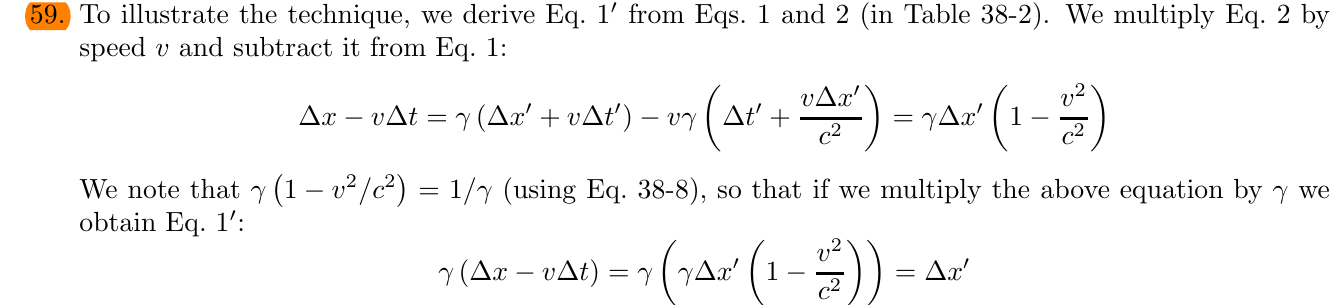 59. To illustrate the technique, we derive Eq. 1′ from Eqs. 1 and 2 (in Table 38-2). We multiply Eq. 2 by
speed v and subtract it from Eq. 1:
Δx − vΔt = γ (Δx′ + vΔt′) − vγ (Δt′ + vΔx′/c²) = γΔx′ (1 − v²/c²)
We note that γ (1 − v²/c²) = 1/γ (using Eq. 38-8), so that if we multiply the above equation by γ we
obtain Eq. 1′:
γ (Δx − vΔt) = γ (γΔx′ (1 − v²/c²)) = Δx′